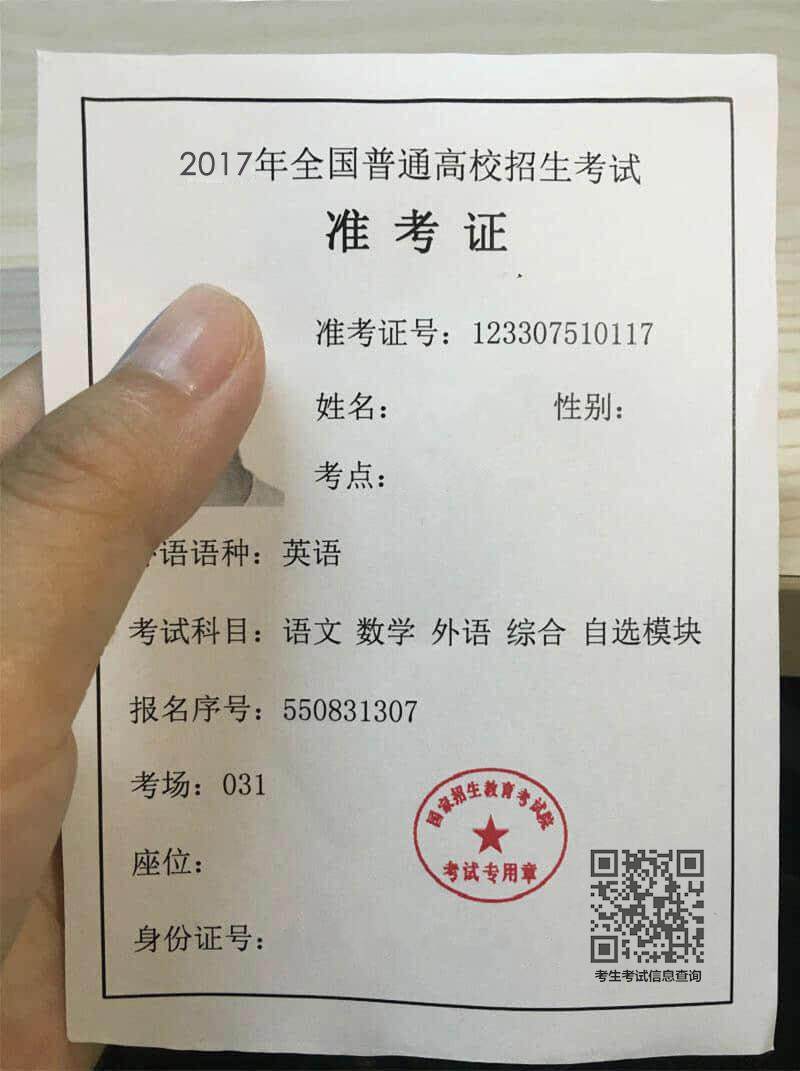 2017年全国普通高校招生考试
准考证
准考证号：123307510117
姓名： 性别：
考点：
语语种：英语
考试科目：语文 数学 外语 综合 自选模块
报名序号：550831307
考场：031
国家招生教育考试院
考试专用章
座位：
身份证号：
考生考试信息查询